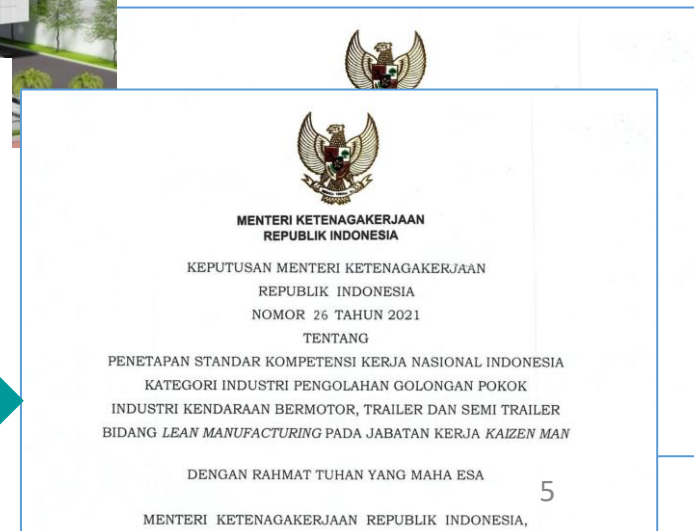 MENTERI KETENAGAKERJAAN
REPUBLIK INDONESIA
KEPUTUSAN MENTERI KETENAGAKERJAAN
REPUBLIK INDONESIA
NOMOR 26 TAHUN 2021
TENTANG
PENETAPAN STANDAR KOMPETENSI KERJA NASIONAL INDONESIA
KATEGORI INDUSTRI PENGOLAHAN GOLONGAN POKOK
INDUSTRI KENDARAAN BERMOTOR, TRAILER DAN SEMI TRAILER
BIDANG LEAN MANUFACTURING PADA JABATAN KERJA KAIZEN MAN
DENGAN RAHMAT TUHAN YANG MAHA ESA
5
MENTERI KETENAGAKERJAAN REPUBLIK INDONESIA,